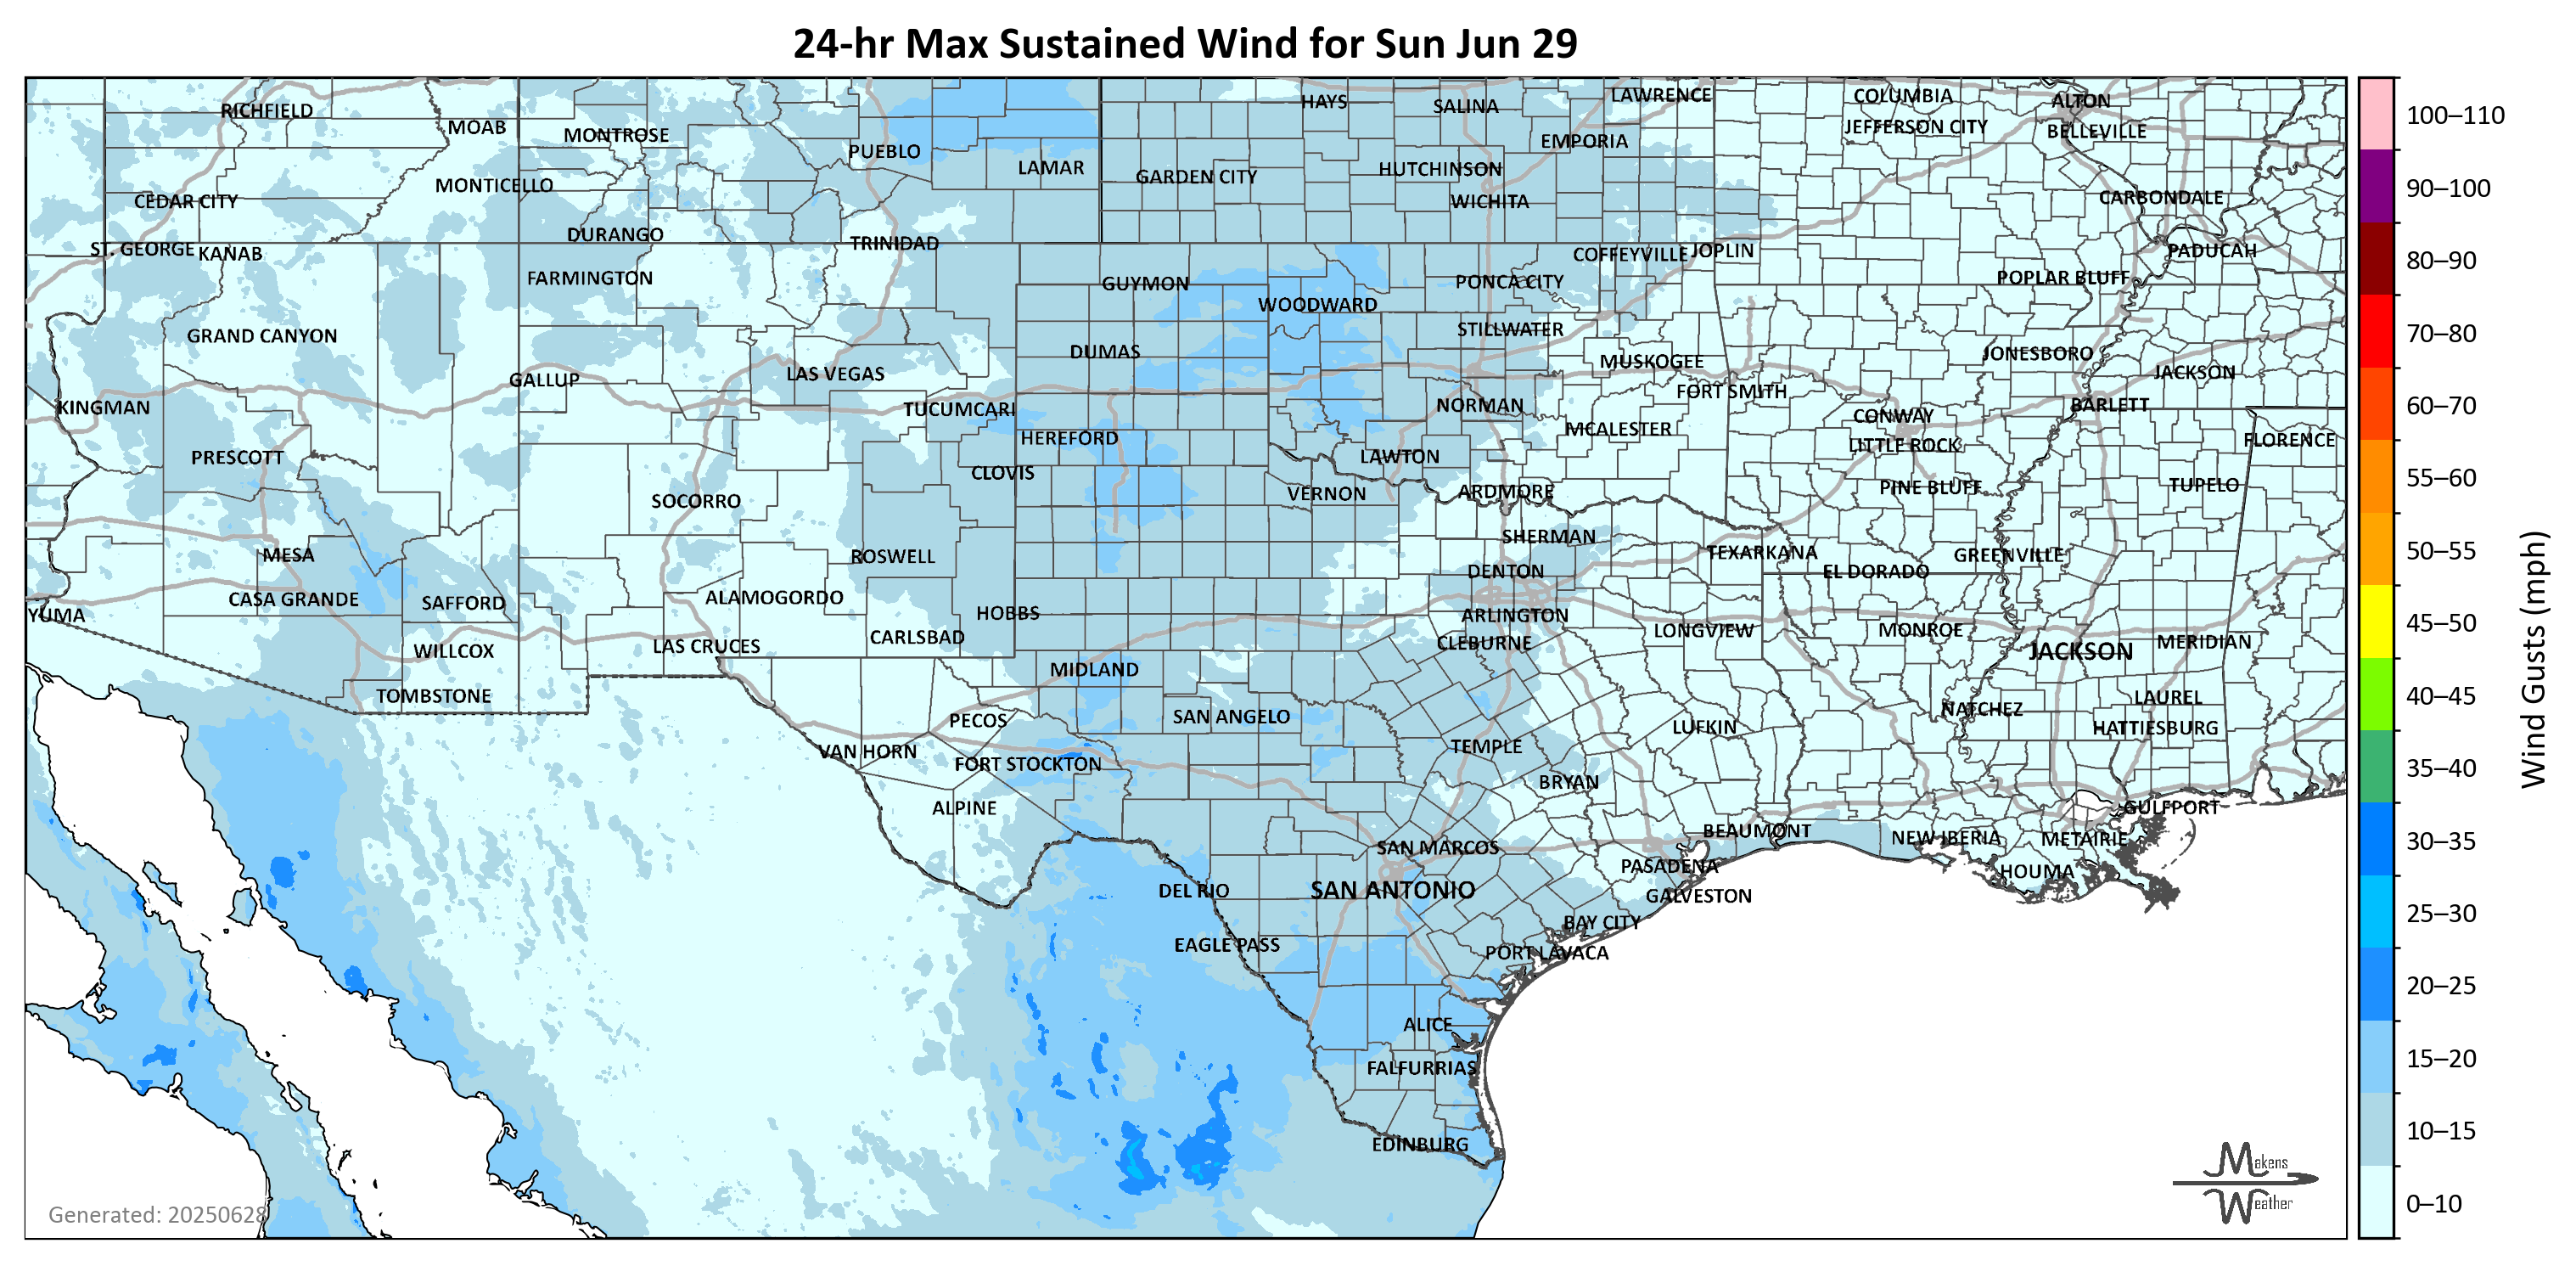 24-hr Max Sustained Wind for Sun Jun 29
RICHFIELD
MOAB
MONTROSE
PUEBLO
LAMAR
HAYS
SALINA
LAWRENCE
COLUMBIA
ALTON
EMPORIA
JEFFERSON CITY
BELLEVILLE
CEDAR CITY
MONTICELLO
GARDEN CITY
HUTCHINSON
WICHITA
CARBONDALE
ST. GEORGE
KANAB
DURANGO
TRINIDAD
COFFEYVILLE
JOPLIN
PADUCAH
FARMINGTON
GUYMON
WOODWARD
PONCA CITY
POPLAR BLUFF
GRAND CANYON
DUMAS
STILLWATER
MUSKOGEE
JONESBORO
JACKSON
GALLUP
LAS VEGAS
FORT SMITH
KINGMAN
TUCUMCARI
NORMAN
CONWAY
BARLETT
HEREFORD
MCALESTER
LITTLE ROCK
FLORENCE
PRESCOTT
CLOVIS
LAWTON
SOCORRO
VERNON
ARDMORE
PINE BLUFF
TUPELO
MESA
ROSWELL
SHERMAN
TEXARKANA
GREENVILLE
DENTON
EL DORADO
YUMA
CASA GRANDE
SAFFORD
ALAMOGORDO
HOBBS
ARLINGTON
WILLCOX
LAS CRUCES
CARLSBAD
CLEBURNE
LONGVIEW
MONROE
JACKSON
MERIDIAN
TOMBSTONE
MIDLAND
LAUREL
PECOS
SAN ANGELO
LUFKIN
NATCHEZ
HATTIESBURG
VAN HORN
FORT STOCKTON
TEMPLE
BRYAN
ALPINE
GULFPORT
SAN MARCOS
BEAUMONT
NEW IBERIA
METAIRIE
DEL RIO
SAN ANTONIO
PASADENA
HOUMA
GALVESTON
EAGLE PASS
BAY CITY
PORT LAVACA
ALICE
FALFURRIAS
EDINBURG
Generated: 20250628
Makens
Weather
100–110
90–100
80–90
70–80
60–70
55–60
50–55
45–50
40–45
35–40
30–35
25–30
20–25
15–20
10–15
0–10
Wind Gusts (mph)